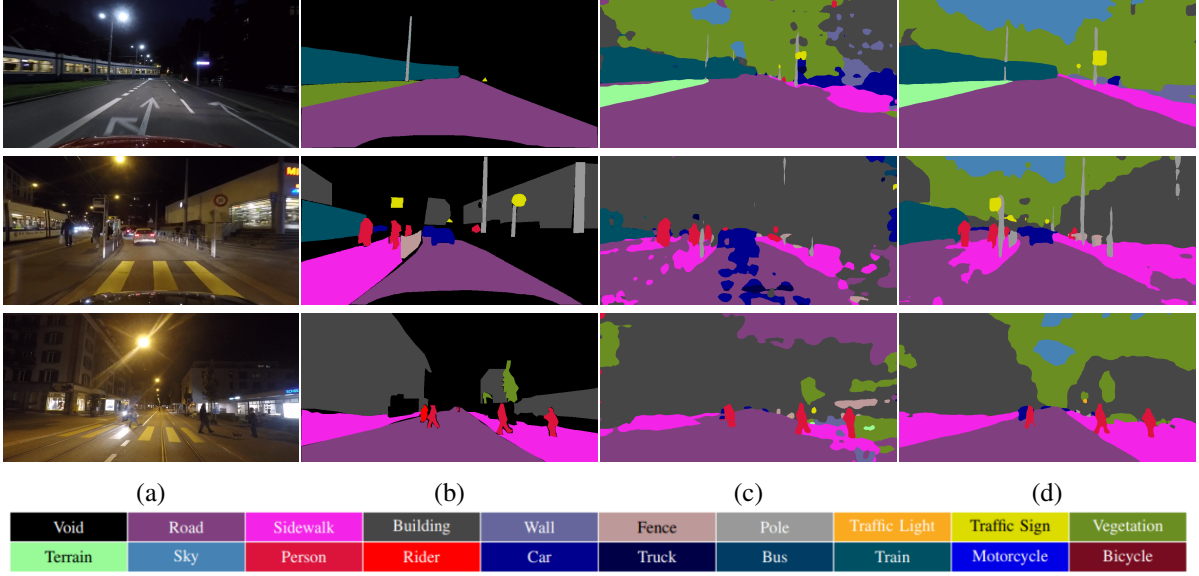 (a) (b) (c) (d)
Void Road Sidewalk Building Wall Fence Pole Traffic Light Traffic Sign Vegetation
Terrain Sky Person Rider Car Truck Bus Train Motorcycle Bicycle